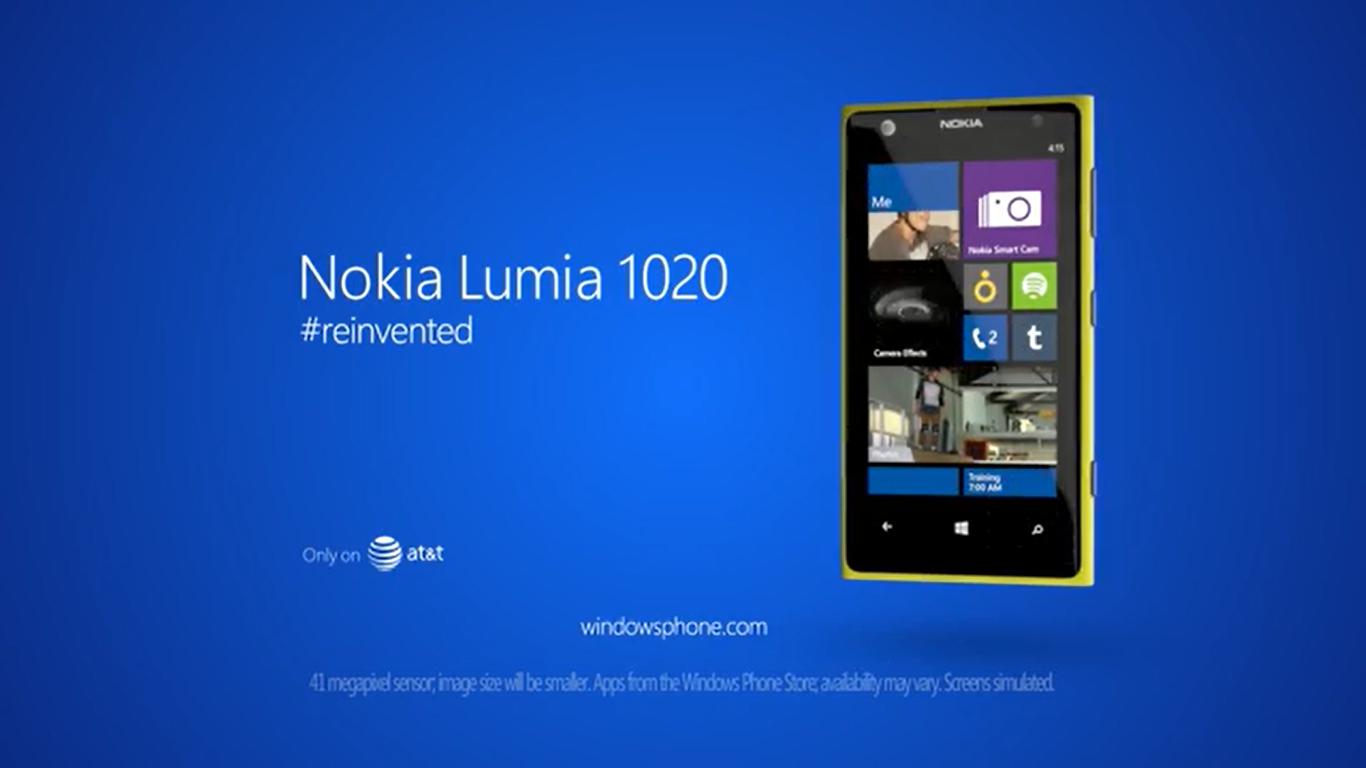 NOKIA
4:15
Me
Nokia Smart Cam
Nokia Lumia 1020
#reinvented
2
t
Camera Effects
Photos
Training
7:00 AM
Only on at&t
windowsphone.com
41 megapixel sensor; image size will be smaller. Apps from the Windows Phone Store; availability may vary. Screens simulated.